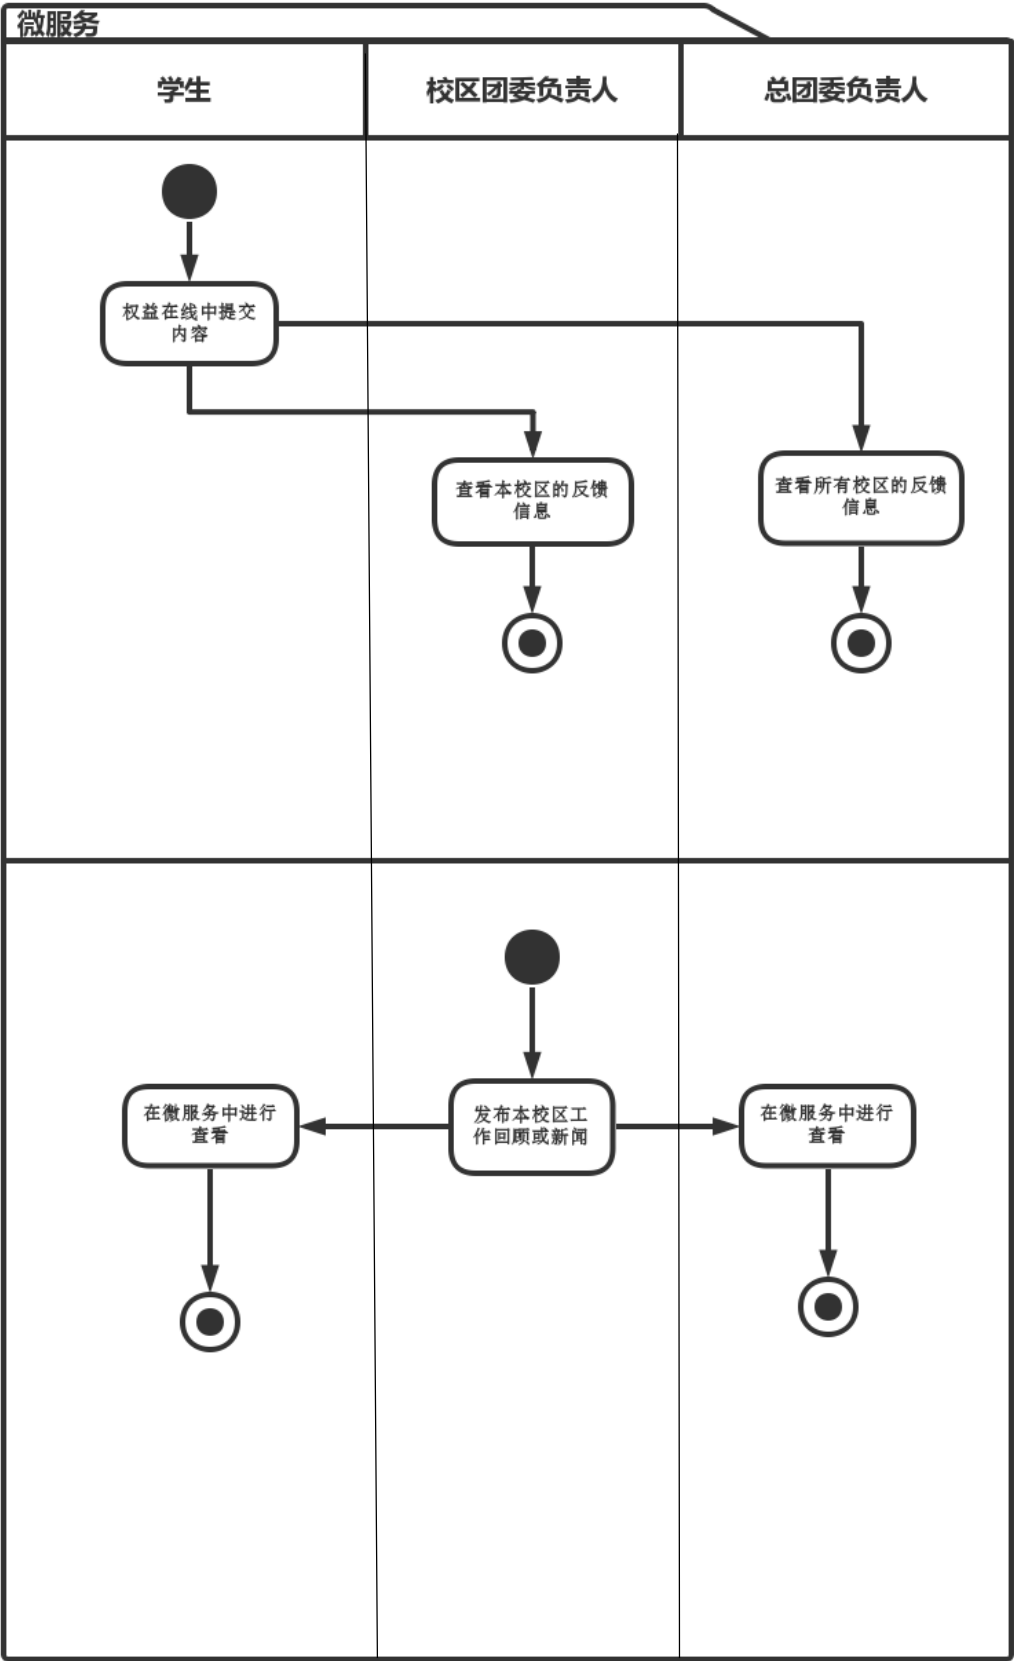 微服务
学生
校区团委负责人
总团委负责人
权益在线中提交
内容
查看本校区的反馈
信息
查看所有校区的反馈
信息
在微服务中进行
查看
发布本校区工
作回顾或新闻
在微服务中进行
查看